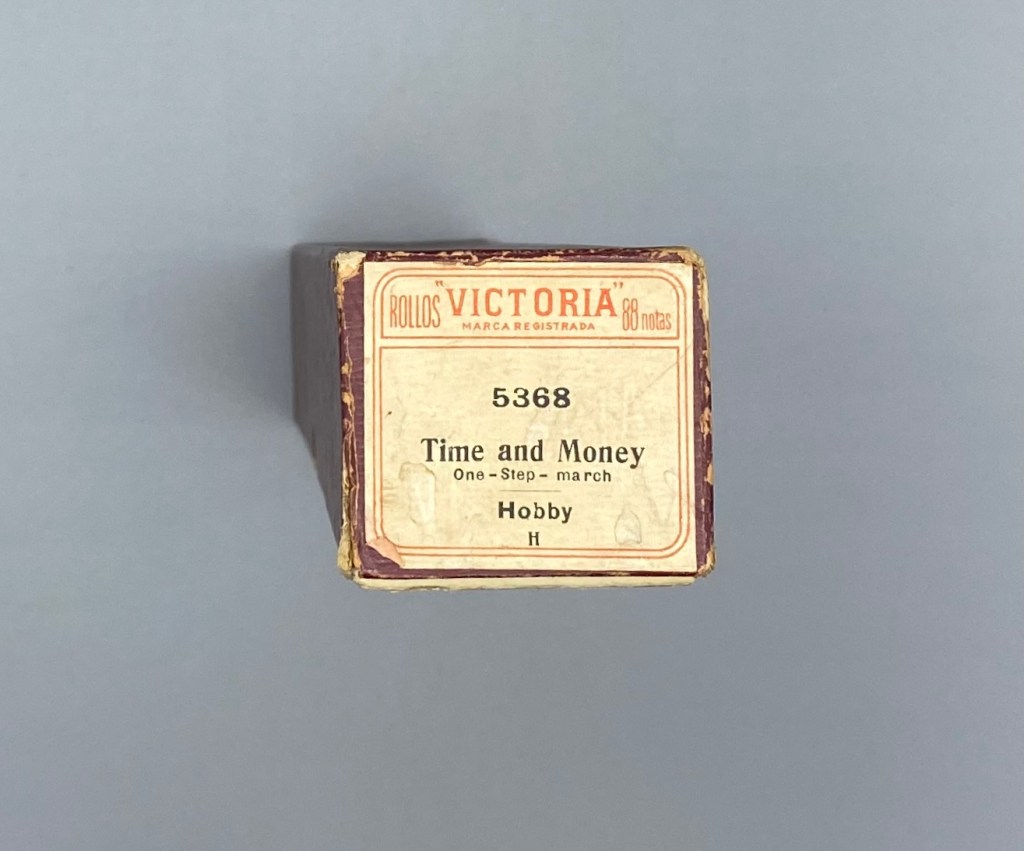 ROLLOS "VICTORIA" 88 notas
MARCA REGISTRADA
5368
Time and Money
One-Step- march
Hobby
H